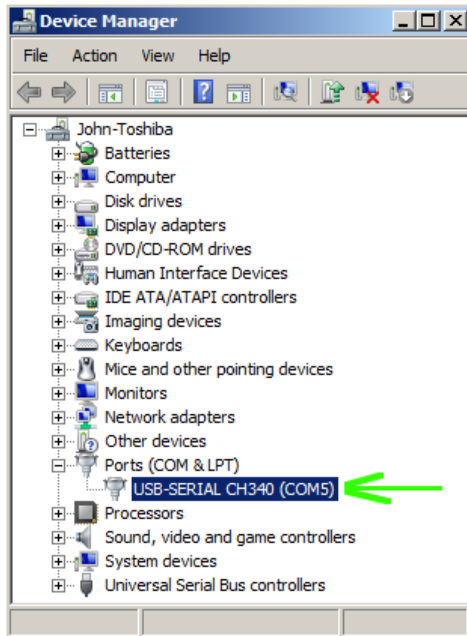 Device Manager
File Action View Help
John-Toshiba
Batteries
Computer
Disk drives
Display adapters
DVD/CD-ROM drives
Human Interface Devices
IDE ATA/ATAPI controllers
Imaging devices
Keyboards
Mice and other pointing devices
Monitors
Network adapters
Other devices
Ports (COM & LPT)
USB-SERIAL CH340 (COM5)
Processors
Sound, video and game controllers
System devices
Universal Serial Bus controllers